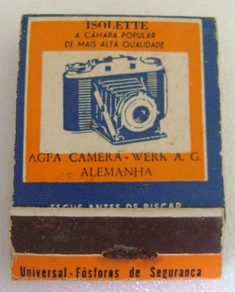 ISOLETTE
A CÂMARA POPULAR
DE MAIS ALTA QUALIDADE
AGFA CAMERA - WERK A. G.
ALEMANHA
FECHE ANTES DE RISCAR
Universal - Fósforos de Segurança